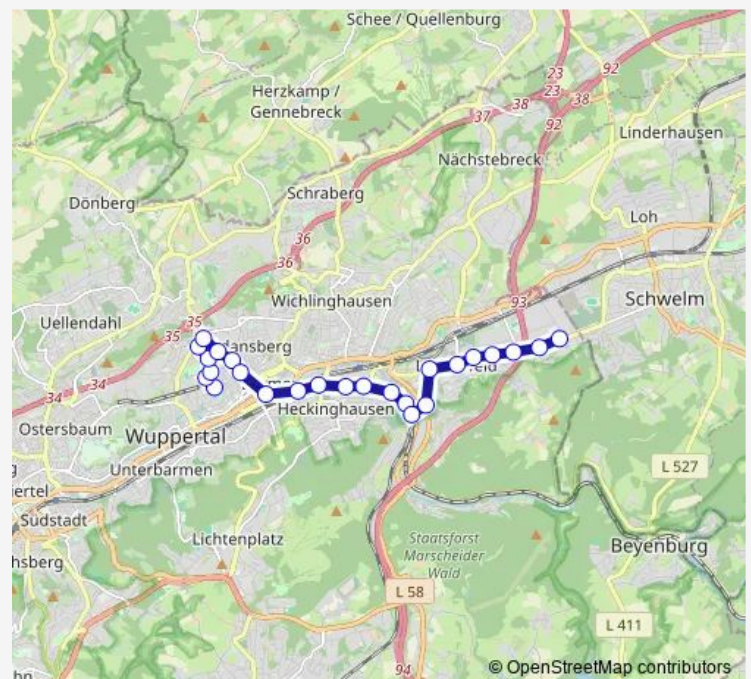 Schee / Quellenburg
92
23
Herzkamp /
Gennebreck
23
38
38
37
92
Linderhausen
Nächstebreck
Schraberg
Dönberg
Loh
36
36
Wichlinghausen
93
Schwelm
Uellendahl
35
35
dansberg
34
34
Heckinghausen
Ostersbaum
Wuppertal
Unterbarmen
L 527
Südstadt
Lichtenplatz
Staatsforst
Marscheider
Wald
Beyenburg
hsberg
L 58
L 411
94
© OpenStreetMap contributors